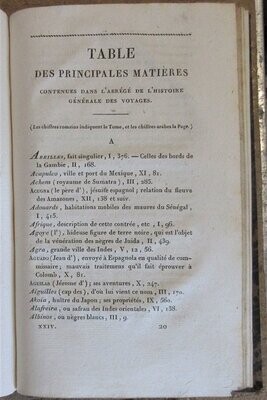 TABLE
DES PRINCIPALES MATIERES
CONTENUES DANS L'ABRÉGÉ DE L'HISTOIRE
GÉNÉRALE DES VOYAGES.
(Les chiffres romains indiquent le Tome, et les chiffres arabes la Page.)
A
ABEILLES, fait singulier, I, 376. — Celles des bords de
la Gambie, II, 168.
Acapulco, ville et port du Mexique, XI, 81.
Achem (royaume de Sumatra), III, 285.
ACUGNA (le père d'), jésuite espagnol; relation du fleuve
des Amazones, XII, 138 et suiv.
Adouards, habitations mobiles des maures du Sénégal,
I, 415.
Afrique, description de cette contrée, etc., I, 96.
Agoye (l'), hideuse figure de terre noire, qui est l'objet
de la vénération des nègres de Juida, II, 439.
Agra, grande ville des Indes, V, 12, 56.
AGUADO (Jean d'), envoyé à Espagnola en qualité de com-
missaire; mauvais traitemens qu'il fait éprouver à
Colomb, X, 81.
AGUILAR (Jérome d'); ses aventures, X, 247.
Aiguilles (cap des), d'où lui vient ce nom, III, 170.
Akoia, huître du Japon; ses propriétés, IX, 560.
Alafreira, ou safran des Indes orientales, VI, 138.
Albinos, ou nègres blancs, III, 9.
XXIV. 20